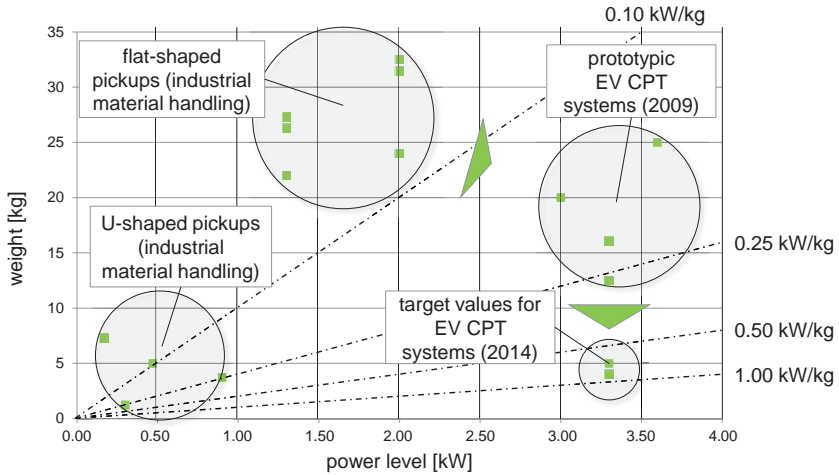 0.10 kW/kg
35
flat-shaped
pickups (industrial
material handling)
prototypic
EV CPT
systems (2009)
30
25
20
U-shaped pickups
(industrial
material handling)
15
0.25 kW/kg
target values for
EV CPT
systems (2014)
10
0.50 kW/kg
5
1.00 kW/kg
0
weight [kg]
0.00
0.50
1.00
1.50
2.00
2.50
3.00
3.50
4.00
power level [kW]